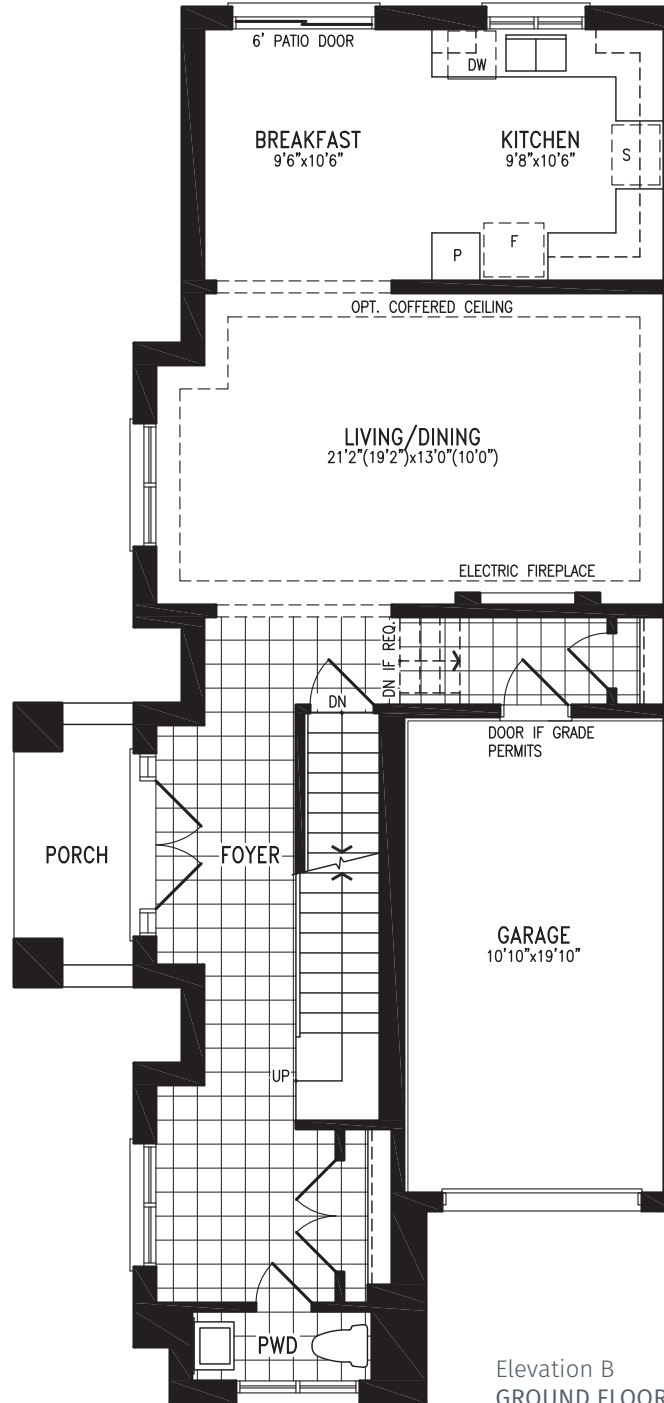 6' PATIO DOOR
DW
BREAKFAST
9'6"x10'6"
KITCHEN
9'8"x10'6"
S
P
F
OPT. COFFERED CEILING
LIVING/DINING
21'2"(19'2")x13'0"(10'0")
ELECTRIC FIREPLACE
DN IF REQ.
DN
DOOR IF GRADE
PERMITS
PORCH
FOYER
GARAGE
10'10"x19'10"
UP
PWD
Elevation B
GROUND FLOOR